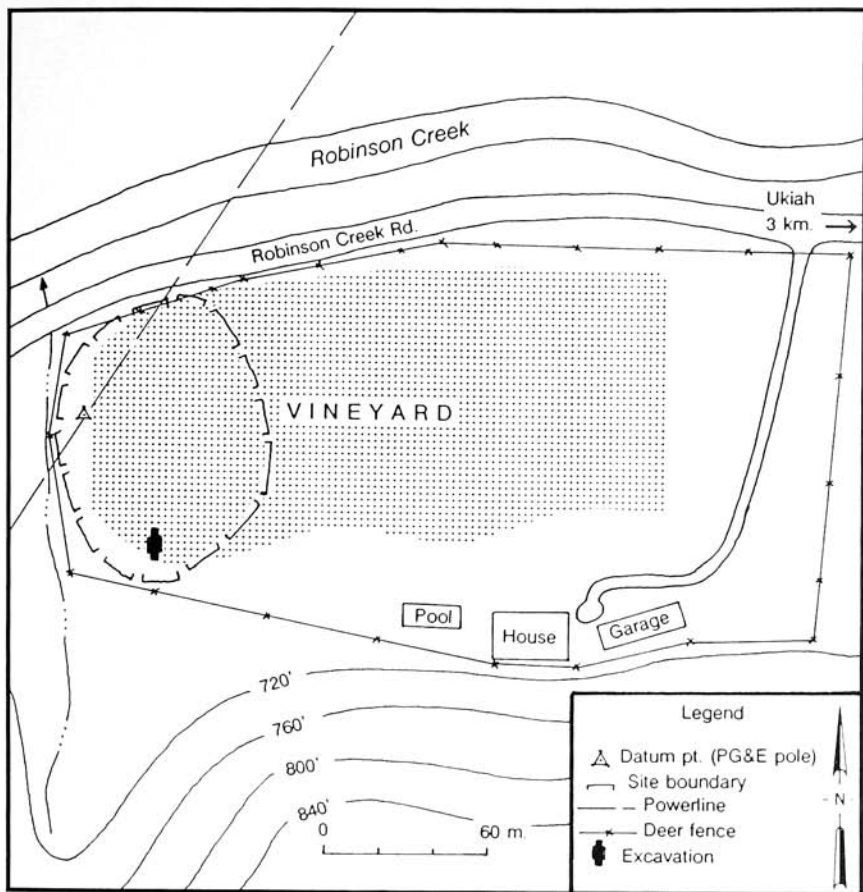 Robinson Creek
Ukiah
3 km.
Robinson Creek Rd.
VINEYARD
Pool
House
Garage
720'
760'
800'
840'
0 60 m.
Legend
Datum pt. (PG&E pole)
Site boundary
Powerline
Deer fence
Excavation
- N -